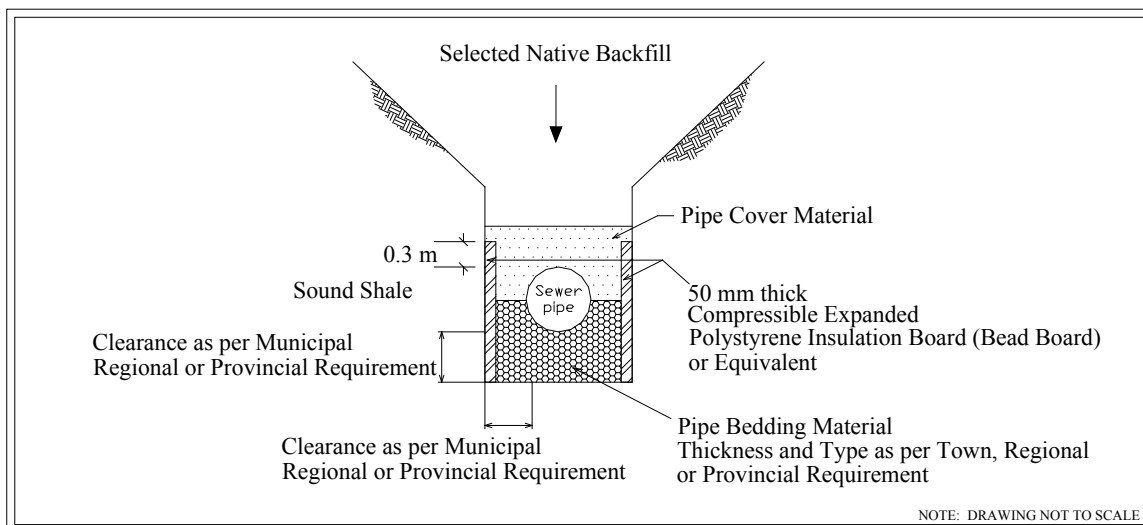 Selected Native Backfill
Pipe Cover Material
0.3 m
Sewer
pipe
Sound Shale
50 mm thick
Compressible Expanded
Polystyrene Insulation Board (Bead Board)
or Equivalent
Clearance as per Municipal
Regional or Provincial Requirement
Pipe Bedding Material
Thickness and Type as per Town, Regional
or Provincial Requirement
Clearance as per Municipal
Regional or Provincial Requirement
NOTE: DRAWING NOT TO SCALE